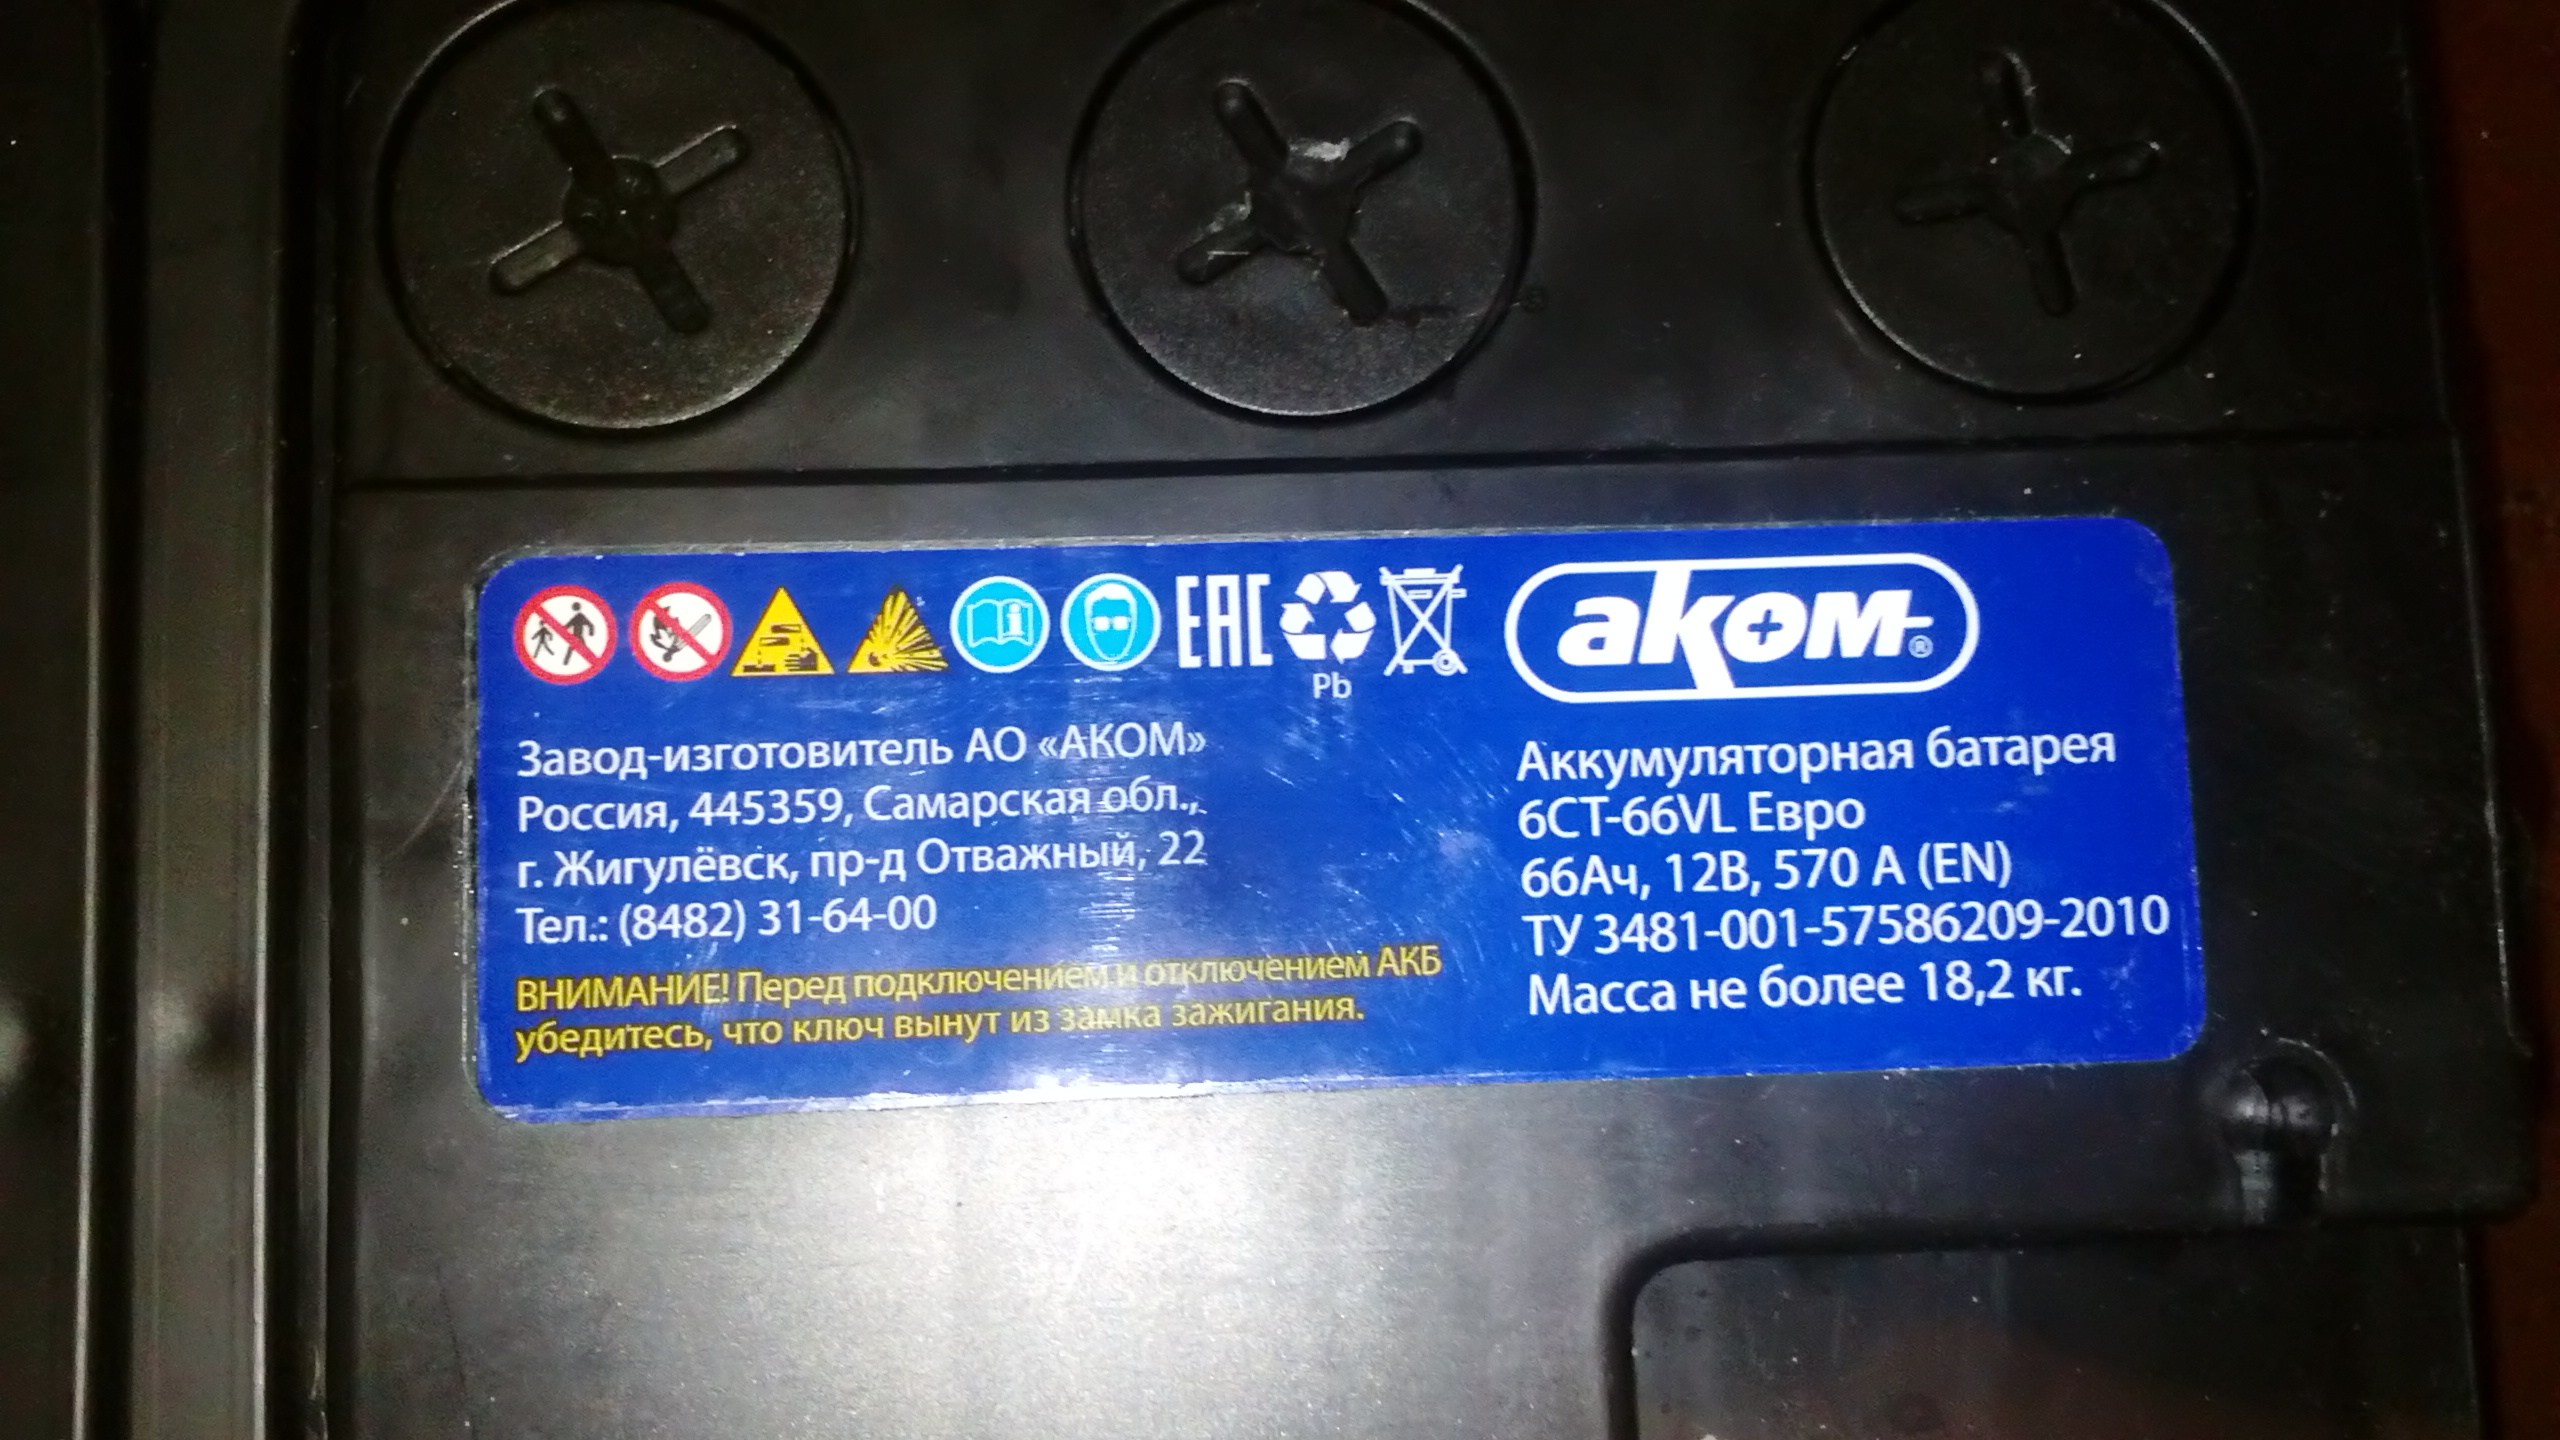 ЕАС
Pb
аком®
Завод-изготовитель АО «АКОМ»
Россия, 445359, Самарская обл.,
г. Жигулёвск, пр-д Отважный, 22
Тел.: (8482) 31-64-00
ВНИМАНИЕ! Перед подключением и отключением АКБ
убедитесь, что ключ вынут из замка зажигания.
Аккумуляторная батарея
6СТ-66VL Евро
66Ач, 12В, 570 А (EN)
ТУ 3481-001-57586209-2010
Масса не более 18,2 кг.